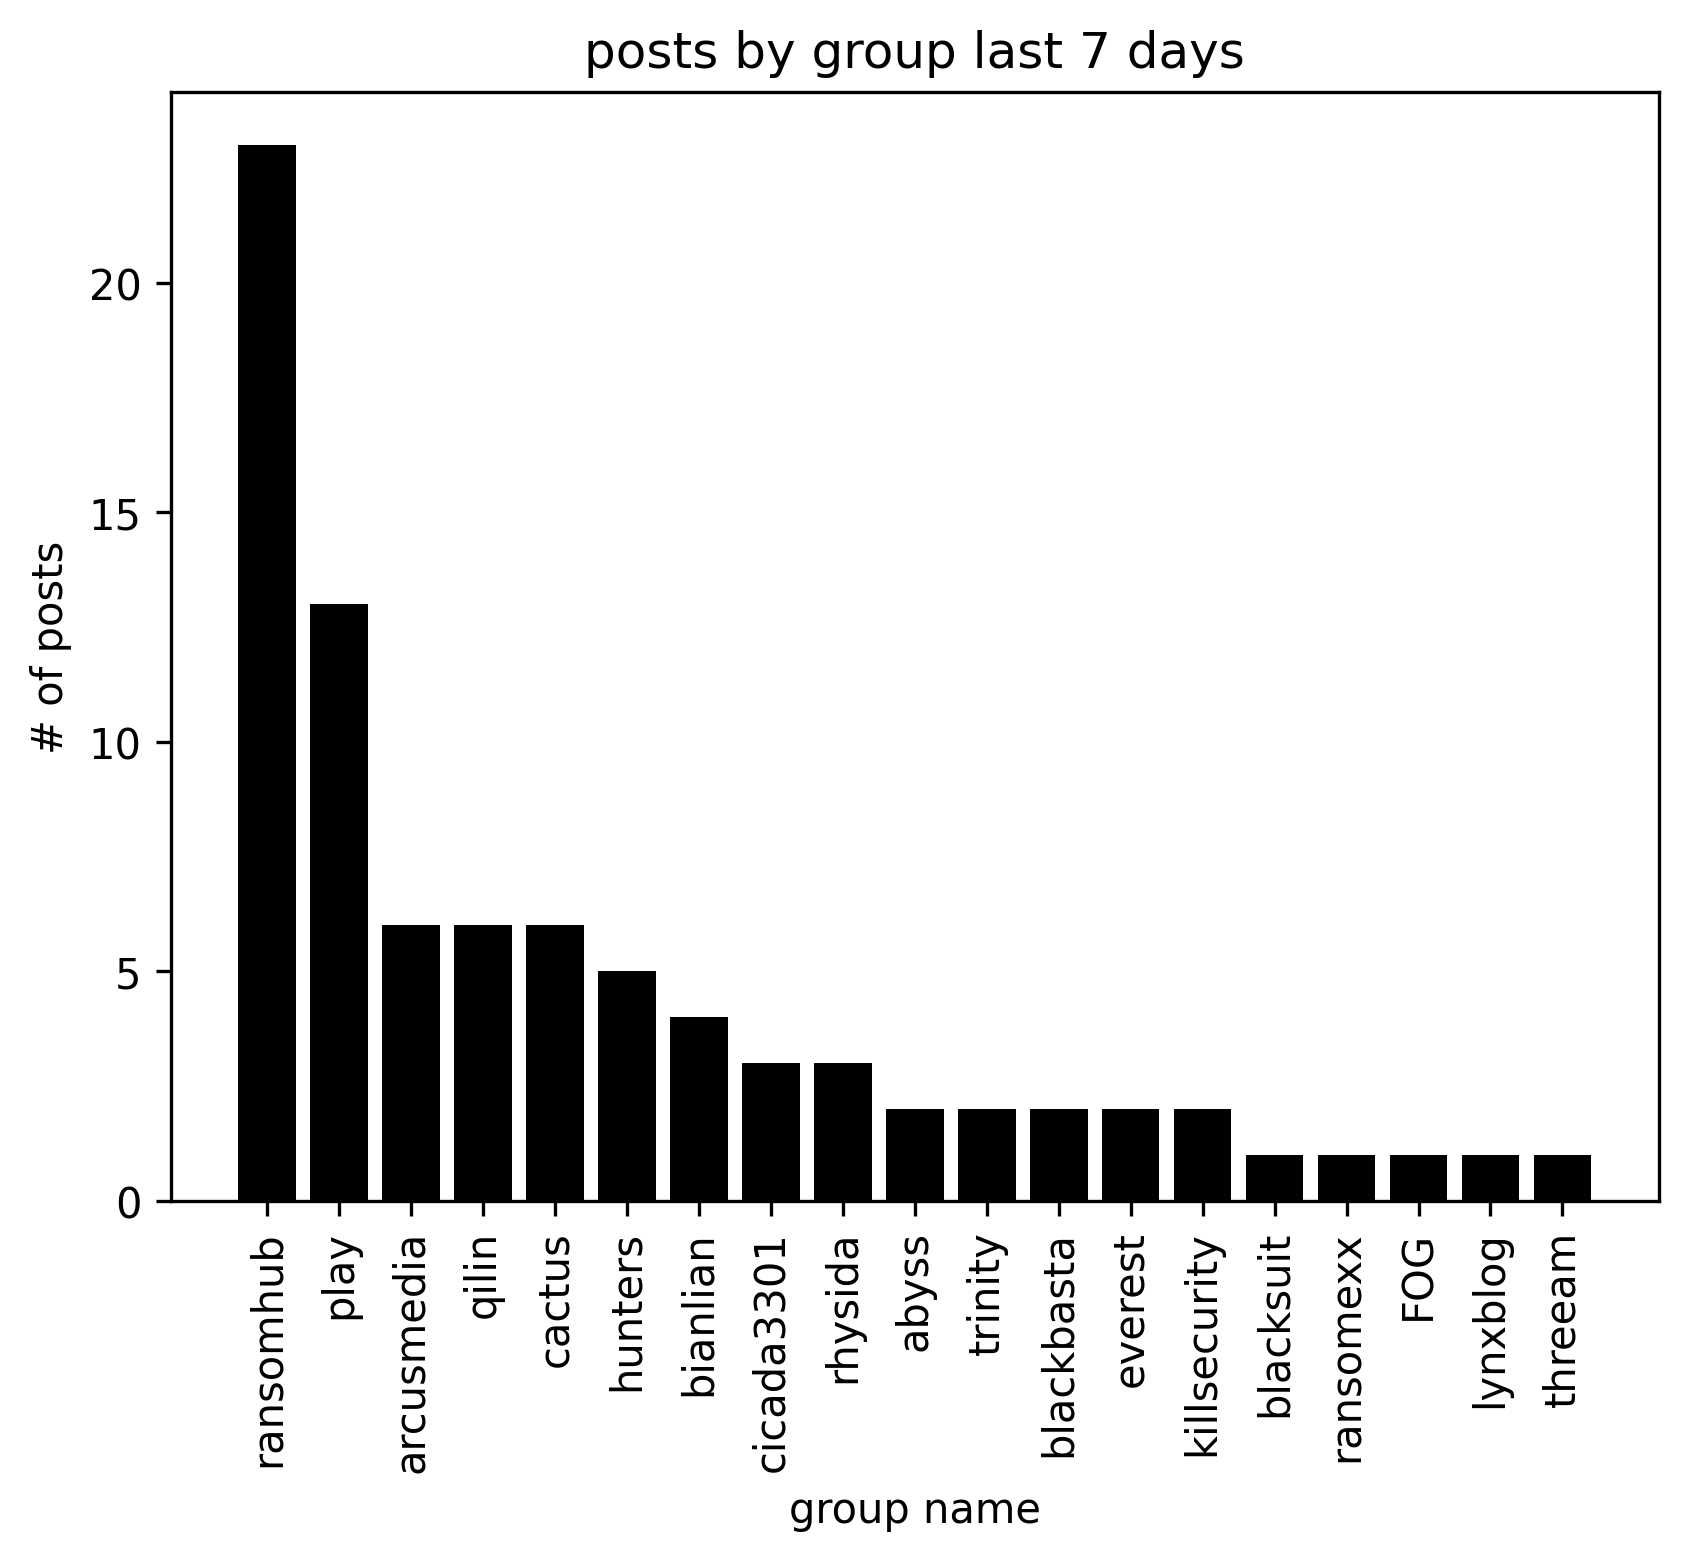 posts by group last 7 days
# of posts
20
15
10
5
0
ransomhub
play
arcusmedia
qilin
cactus
hunters
bianlian
cicada3301
rhysida
abyss
trinity
blackbasta
everest
killsecurity
blacksuit
ransomexx
FOG
lynxblog
threeam
group name